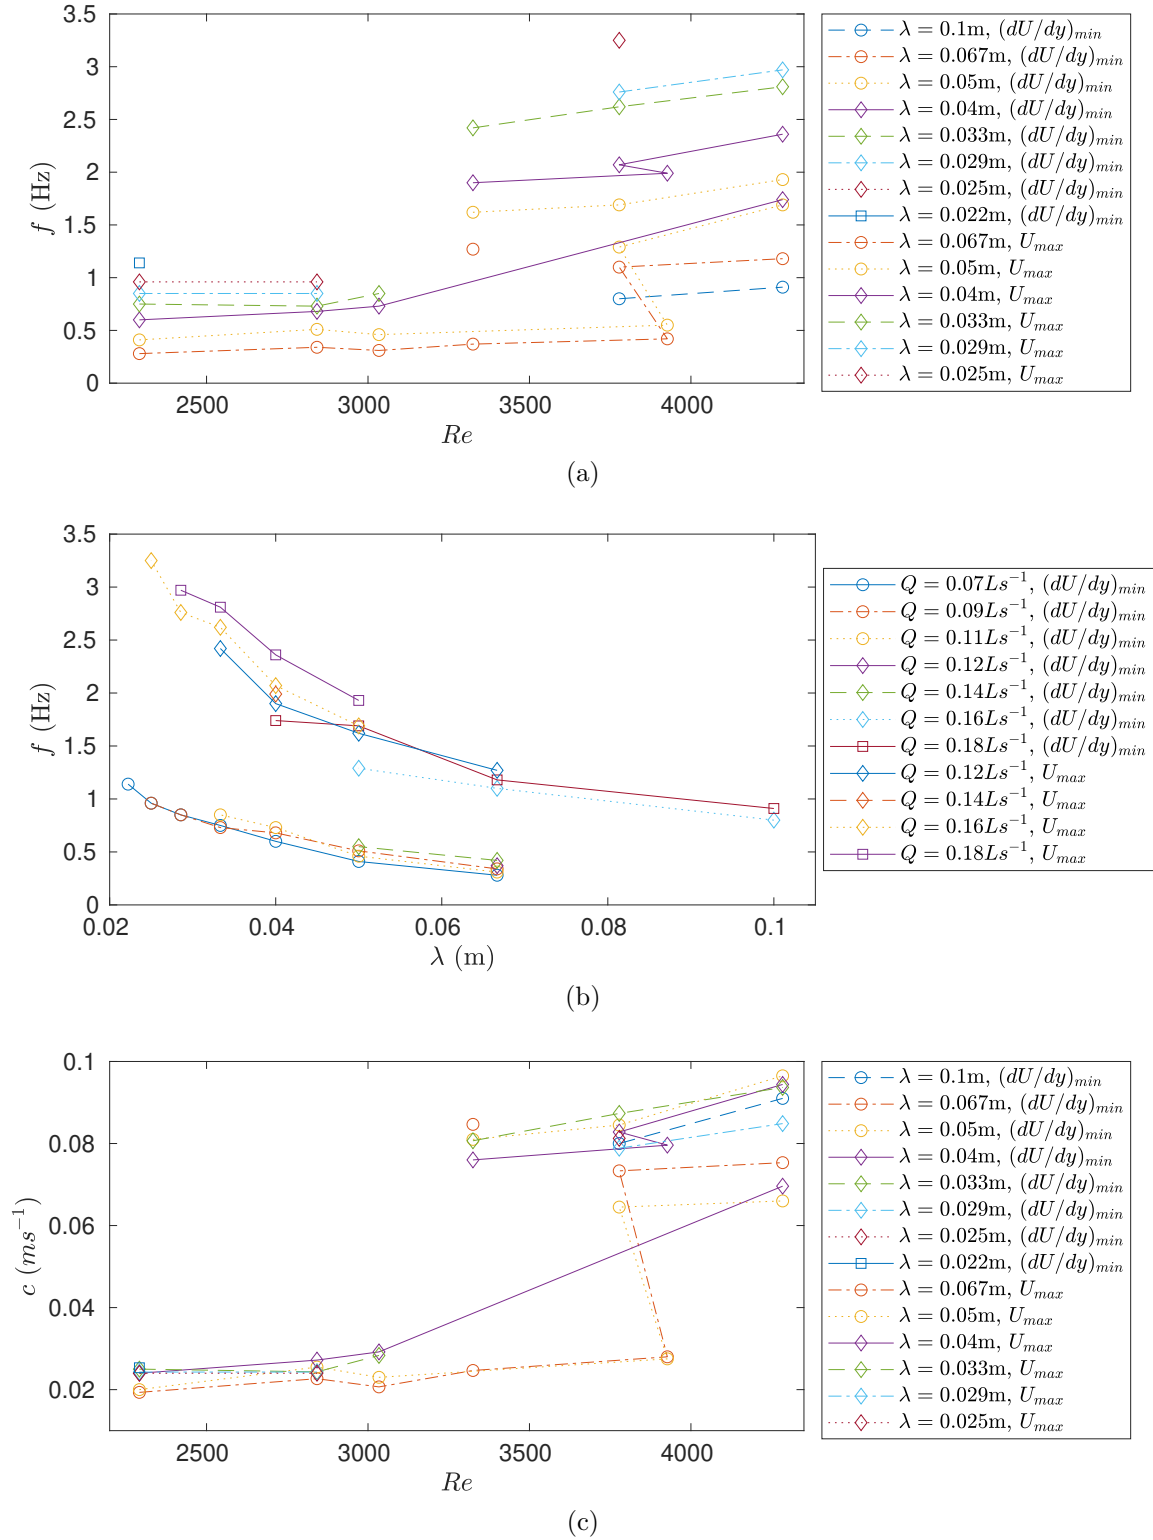 3.5
3
2.5
2
1.5
1
0.5
0
f (Hz)
2500 3000 3500 4000
Re
λ = 0.1m, (dU/dy)min
λ = 0.067m, (dU/dy)min
λ = 0.05m, (dU/dy)min
λ = 0.04m, (dU/dy)min
λ = 0.033m, (dU/dy)min
λ = 0.029m, (dU/dy)min
λ = 0.025m, (dU/dy)min
λ = 0.022m, (dU/dy)min
λ = 0.067m, Umax
λ = 0.05m, Umax
λ = 0.04m, Umax
λ = 0.033m, Umax
λ = 0.029m, Umax
λ = 0.025m, Umax
(a)
3.5
3
2.5
2
1.5
1
0.5
0
f (Hz)
0.02 0.04 0.06 0.08 0.1
λ (m)
Q = 0.07Ls⁻¹, (dU/dy)min
Q = 0.09Ls⁻¹, (dU/dy)min
Q = 0.11Ls⁻¹, (dU/dy)min
Q = 0.12Ls⁻¹, (dU/dy)min
Q = 0.14Ls⁻¹, (dU/dy)min
Q = 0.16Ls⁻¹, (dU/dy)min
Q = 0.18Ls⁻¹, (dU/dy)min
Q = 0.12Ls⁻¹, Umax
Q = 0.14Ls⁻¹, Umax
Q = 0.16Ls⁻¹, Umax
Q = 0.18Ls⁻¹, Umax
(b)
0.1
0.08
0.06
0.04
0.02
c (ms⁻¹)
2500 3000 3500 4000
Re
λ = 0.1m, (dU/dy)min
λ = 0.067m, (dU/dy)min
λ = 0.05m, (dU/dy)min
λ = 0.04m, (dU/dy)min
λ = 0.033m, (dU/dy)min
λ = 0.029m, (dU/dy)min
λ = 0.025m, (dU/dy)min
λ = 0.022m, (dU/dy)min
λ = 0.067m, Umax
λ = 0.05m, Umax
λ = 0.04m, Umax
λ = 0.033m, Umax
λ = 0.029m, Umax
λ = 0.025m, Umax
(c)